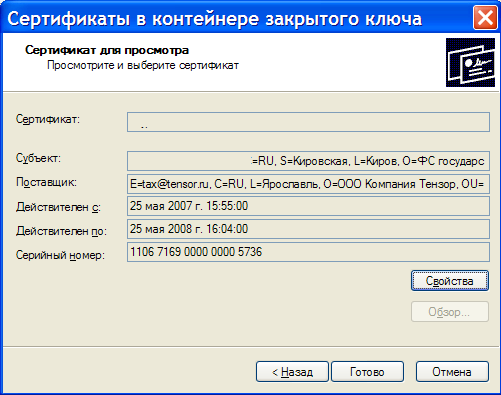 Сертификаты в контейнере закрытого ключа
Сертификат для просмотра
Просмотрите и выберите сертификат
Сертификат: ..
Субъект: =RU, S=Кировская, L=Киров, O=ФС государс
Поставщик: E=tax@tensor.ru, C=RU, L=Ярославль, O=ООО Компания Тензор, OU=
Действителен с: 25 мая 2007 г. 15:55:00
Действителен по: 25 мая 2008 г. 16:04:00
Серийный номер: 1106 7169 0000 0000 5736
Свойства
Обзор...
< Назад Готово Отмена